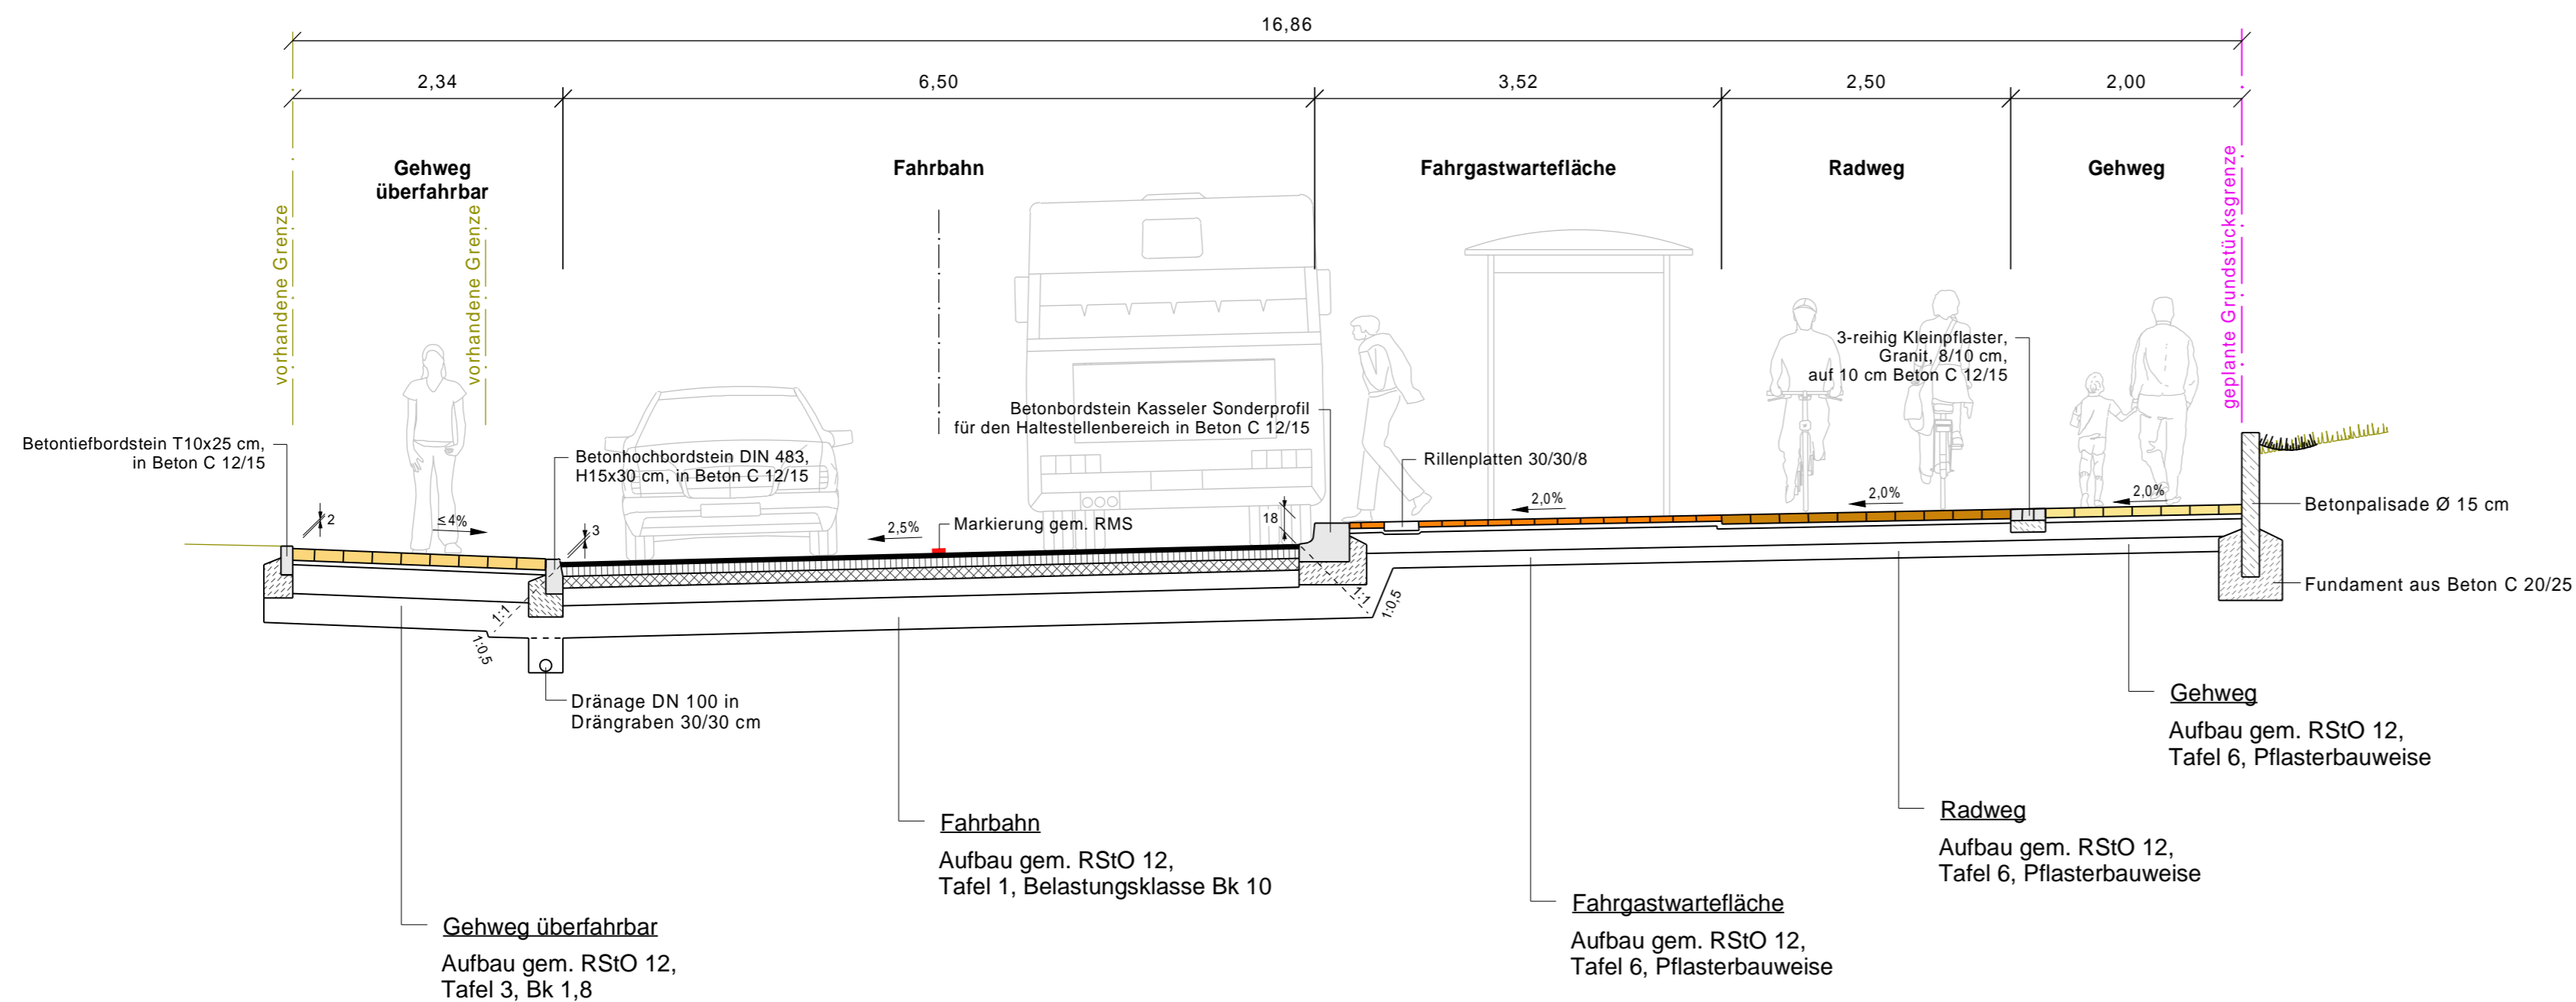 16,86
2,34
6,50
3,52
2,50
2,00
Gehweg
überfahrbar
Fahrbahn
Fahrgastwartefläche
Radweg
Gehweg
vorhandene Grenze
vorhandene Grenze
geplante Grundstücksgrenze
3-reihig Kleinpflaster,
Granit, 8/10 cm,
auf 10 cm Beton C 12/15
Betonbordstein Kasseler Sonderprofil
für den Haltestellenbereich in Beton C 12/15
Betontiefbordstein T10x25 cm,
in Beton C 12/15
Betonhochbordstein DIN 483,
H15x30 cm, in Beton C 12/15
Rillenplatten 30/30/8
Betonpalisade Ø 15 cm
2
≤4%
3
2,5%
Markierung gem. RMS
18
2,0%
2,0%
2,0%
Fundament aus Beton C 20/25
1:1
1:0,5
1:1
1:0,5
Dränage DN 100 in
Drängraben 30/30 cm
Gehweg
Aufbau gem. RStO 12,
Tafel 6, Pflasterbauweise
Radweg
Aufbau gem. RStO 12,
Tafel 6, Pflasterbauweise
Fahrbahn
Aufbau gem. RStO 12,
Tafel 1, Belastungsklasse Bk 10
Fahrgastwartefläche
Aufbau gem. RStO 12,
Tafel 6, Pflasterbauweise
Gehweg überfahrbar
Aufbau gem. RStO 12,
Tafel 3, Bk 1,8